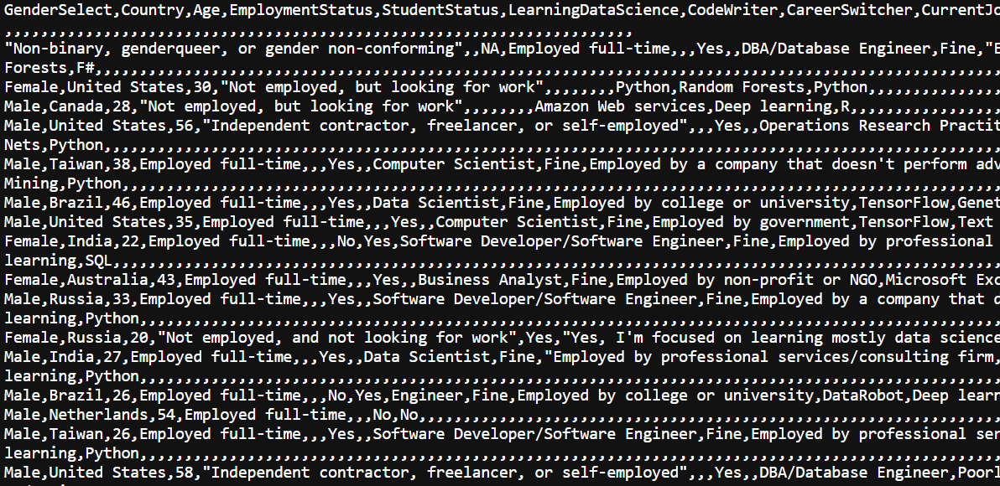 GenderSelect,Country,Age,EmploymentStatus,StudentStatus,LearningDataScience,CodeWriter,CareerSwitcher,CurrentJo
,,,,,,,,,,,,,,,,,,,,,,,,,,,,,,,,,,,,,,,,,,,,,,,,,,,,,,,,,,,,,,,,,,,,,,
"Non-binary, genderqueer, or gender non-conforming",,NA,Employed full-time,,,Yes,,DBA/Database Engineer,Fine,"E
Forests,F#,,,,,,,,,,,,,,,,,,,,,,,,,,,,,,,,,,,,,,,,,,,,,,,,,,,,,,,,,,,,,,,,,,,,,,,,,,,,,,,,,,,,,,,,,,,,,,,,,,,,,
Female,United States,30,"Not employed, but looking for work",,,,,,,,Python,Random Forests,Python,,,,,,,,,,,,,,,
Male,Canada,28,"Not employed, but looking for work",,,,,,,,Amazon Web services,Deep learning,R,,,,,,,,,,,,,,,,,
Male,United States,56,"Independent contractor, freelancer, or self-employed",,,Yes,,Operations Research Practit
Nets,Python,,,,,,,,,,,,,,,,,,,,,,,,,,,,,,,,,,,,,,,,,,,,,,,,,,,,,,,,,,,,,,,,,,,,,,,,,,,,,,,,,,,,,,,,,,,,,,,,,,,,
Male,Taiwan,38,Employed full-time,,,Yes,,Computer Scientist,Fine,Employed by a company that doesn't perform adv
Mining,Python,,,,,,,,,,,,,,,,,,,,,,,,,,,,,,,,,,,,,,,,,,,,,,,,,,,,,,,,,,,,,,,,,,,,,,,,,,,,,,,,,,,,,,,,,,,,,,,,,,
Male,Brazil,46,Employed full-time,,,Yes,,Data Scientist,Fine,Employed by college or university,TensorFlow,Genet
Male,United States,35,Employed full-time,,,Yes,,Computer Scientist,Fine,Employed by government,TensorFlow,Text
Female,India,22,Employed full-time,,,No,Yes,Software Developer/Software Engineer,Fine,Employed by professional
learning,SQL,,,,,,,,,,,,,,,,,,,,,,,,,,,,,,,,,,,,,,,,,,,,,,,,,,,,,,,,,,,,,,,,,,,,,,,,,,,,,,,,,,,,,,,,,,,,,,,,,,,
Female,Australia,43,Employed full-time,,,Yes,,Business Analyst,Fine,Employed by non-profit or NGO,Microsoft Exc
Male,Russia,33,Employed full-time,,,Yes,,Software Developer/Software Engineer,Fine,Employed by a company that d
learning,Python,,,,,,,,,,,,,,,,,,,,,,,,,,,,,,,,,,,,,,,,,,,,,,,,,,,,,,,,,,,,,,,,,,,,,,,,,,,,,,,,,,,,,,,,,,,,,,,,
Female,Russia,20,"Not employed, and not looking for work",Yes,"Yes, I'm focused on learning mostly data science
Male,India,27,Employed full-time,,,Yes,,Data Scientist,Fine,"Employed by professional services/consulting firm,
learning,Python,,,,,,,,,,,,,,,,,,,,,,,,,,,,,,,,,,,,,,,,,,,,,,,,,,,,,,,,,,,,,,,,,,,,,,,,,,,,,,,,,,,,,,,,,,,,,,,,
Male,Brazil,26,Employed full-time,,,No,Yes,Engineer,Fine,Employed by college or university,DataRobot,Deep learn
Male,Netherlands,54,Employed full-time,,,No,No,,,,,,,,,,,,,,,,,,,,,,,,,,,,,,,,,,,,,,,,,,,,,,,,,,,,,,,,,,,,,,,,,
Male,Taiwan,26,Employed full-time,,,Yes,,Software Developer/Software Engineer,Fine,Employed by professional ser
learning,Python,,,,,,,,,,,,,,,,,,,,,,,,,,,,,,,,,,,,,,,,,,,,,,,,,,,,,,,,,,,,,,,,,,,,,,,,,,,,,,,,,,,,,,,,,,,,,,,,
Male,United States,58,"Independent contractor, freelancer, or self-employed",,,Yes,,DBA/Database Engineer,Poorl